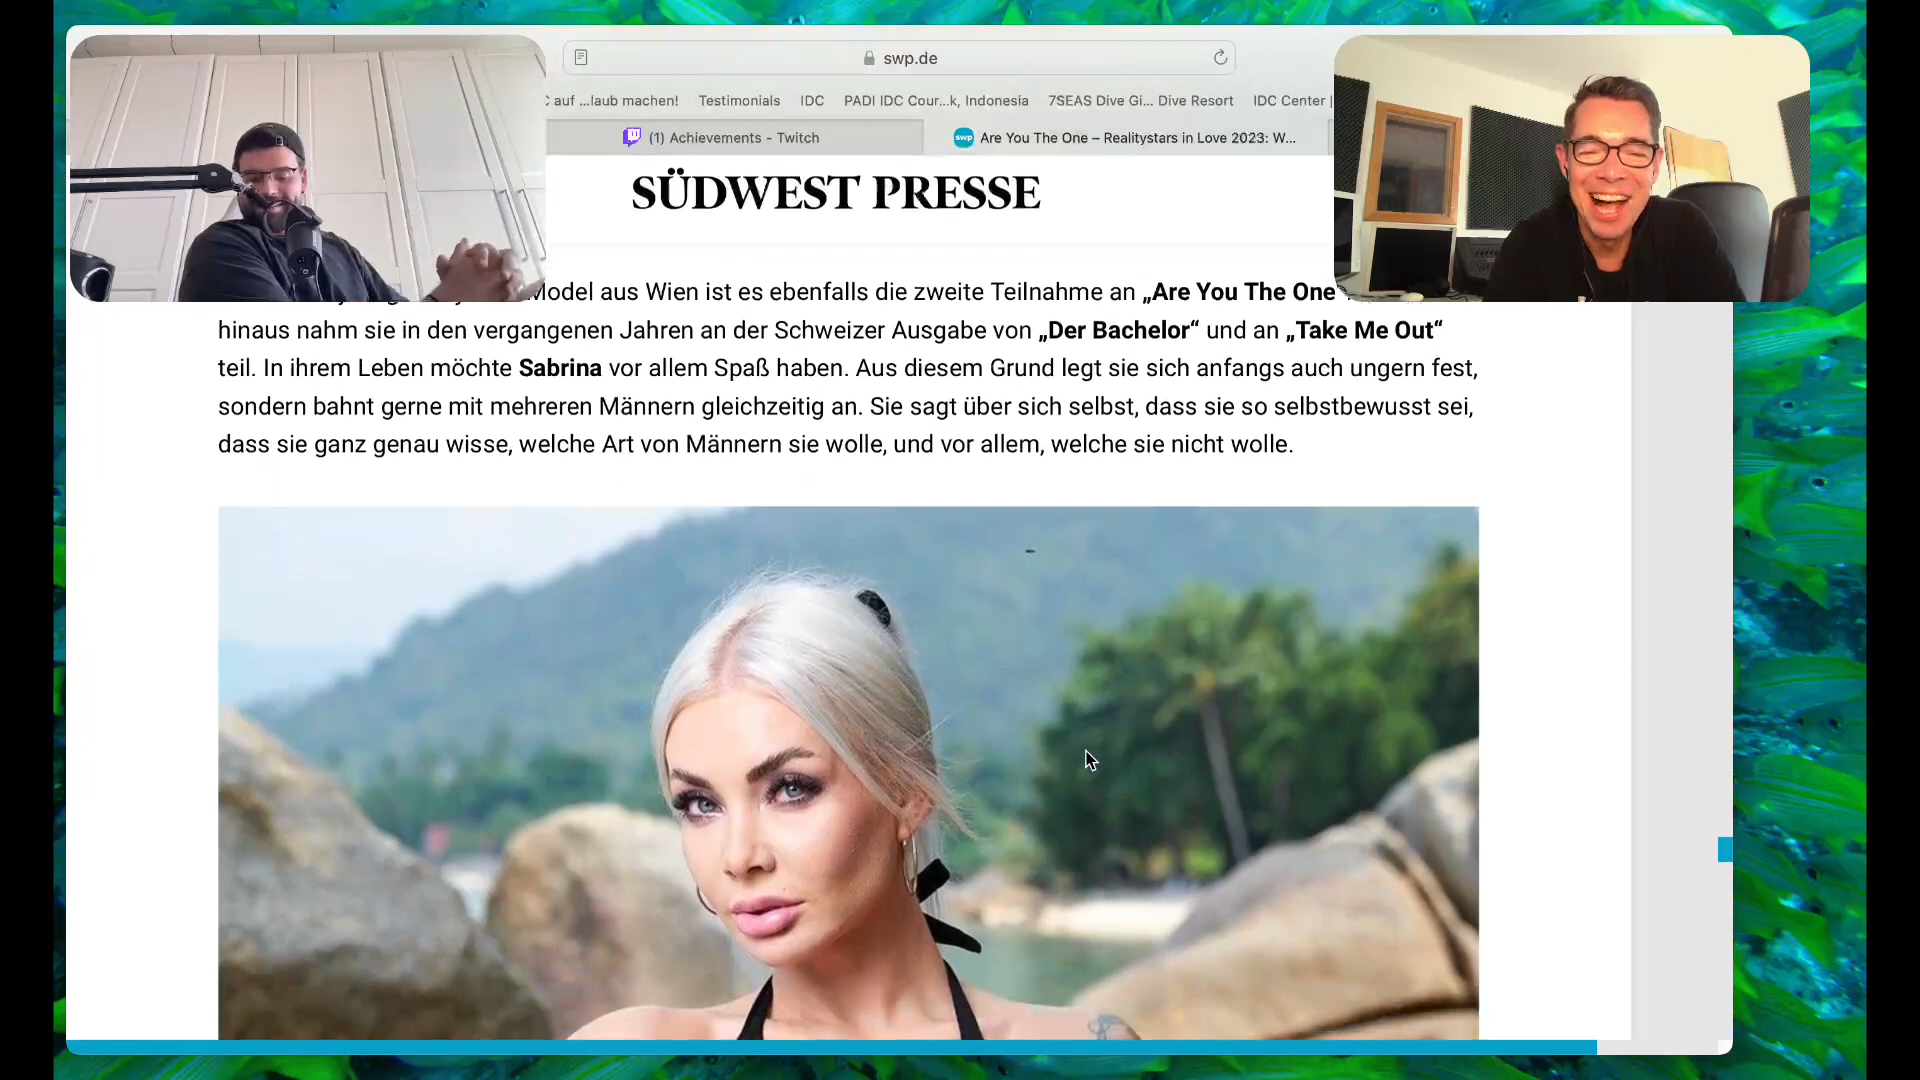 swp.de
auf ...laub machen! Testimonials IDC PADI IDC Cour...k, Indonesia 7SEAS Dive Gi... Dive Resort IDC Center |
(1) Achievements - Twitch
swp Are You The One – Realitystars in Love 2023: W...
SÜDWEST PRESSE
Model aus Wien ist es ebenfalls die zweite Teilnahme an „Are You The One
hinaus nahm sie in den vergangenen Jahren an der Schweizer Ausgabe von „Der Bachelor“ und an „Take Me Out“
teil. In ihrem Leben möchte Sabrina vor allem Spaß haben. Aus diesem Grund legt sie sich anfangs auch ungern fest,
sondern bahnt gerne mit mehreren Männern gleichzeitig an. Sie sagt über sich selbst, dass sie so selbstbewusst sei,
dass sie ganz genau wisse, welche Art von Männern sie wolle, und vor allem, welche sie nicht wolle.